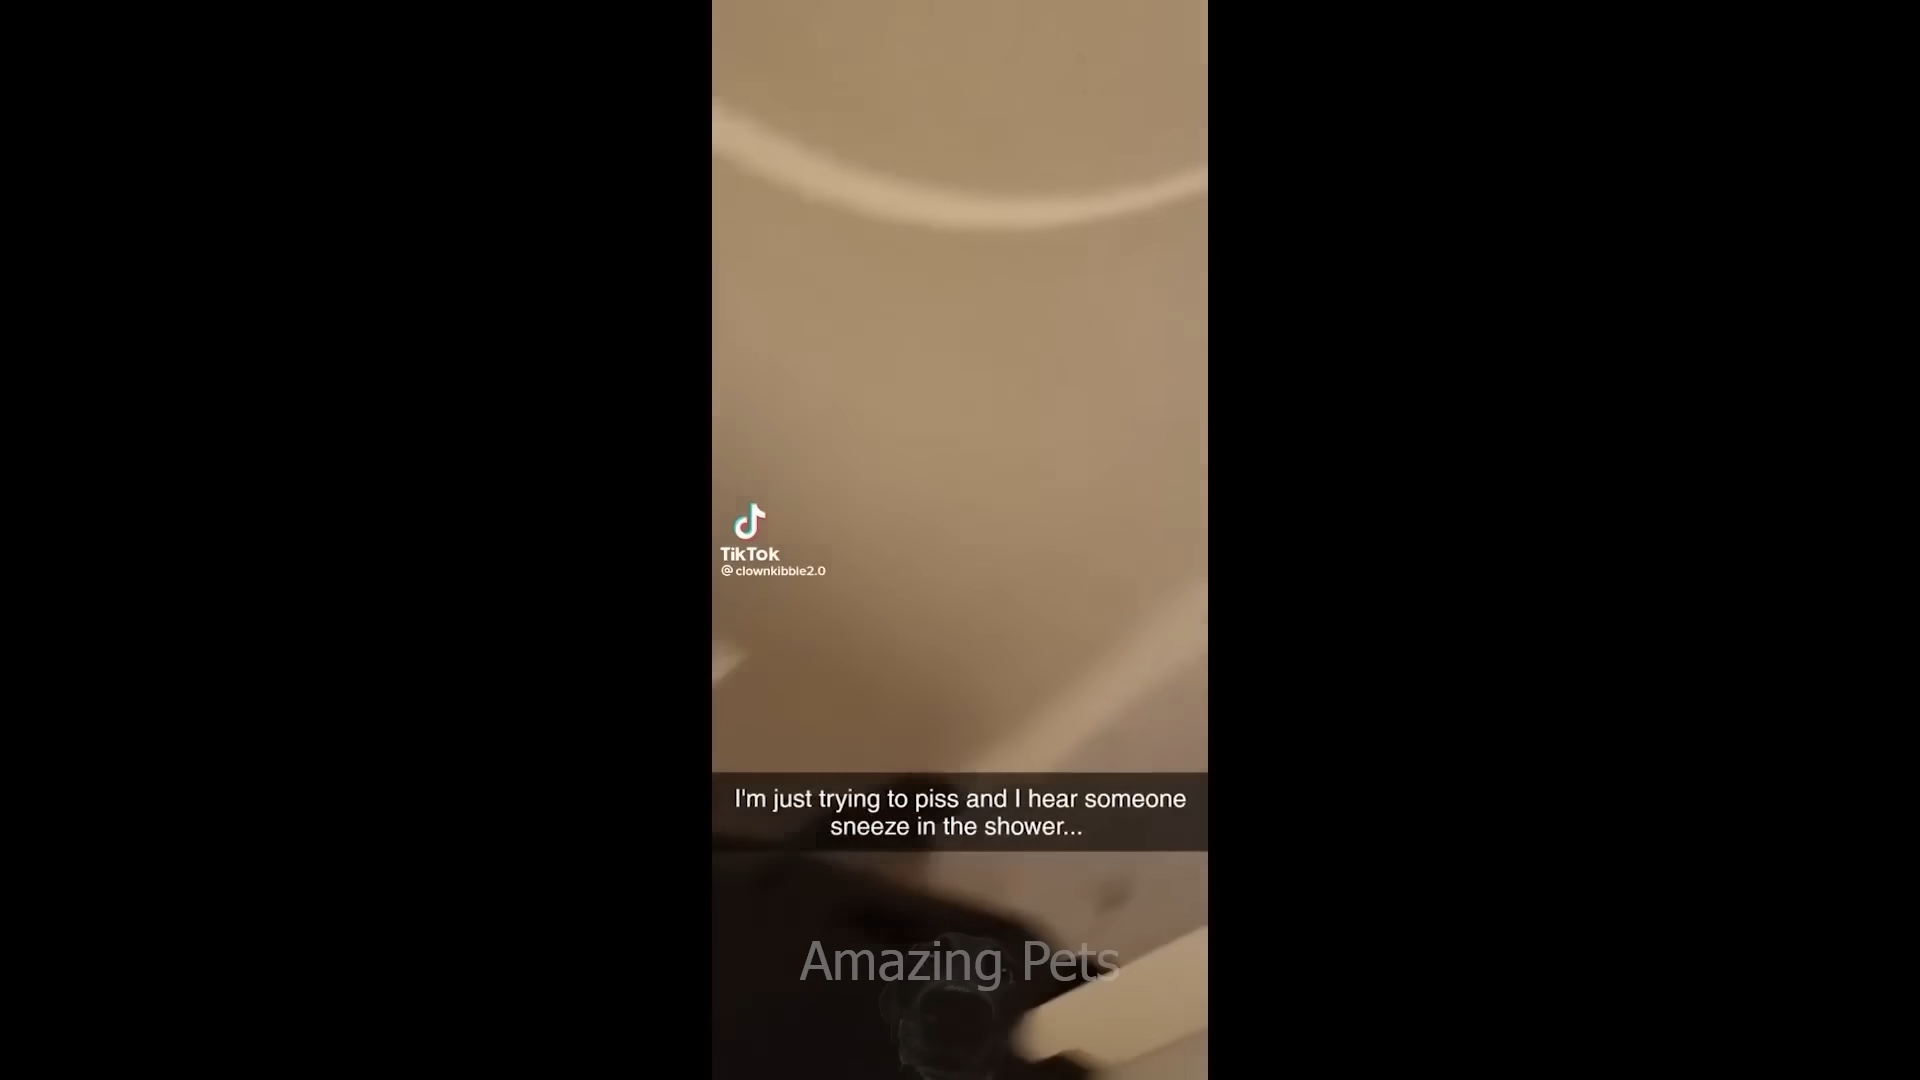 TikTok
@clownkibble2.0
I'm just trying to piss and I hear someone
sneeze in the shower...
Amazing Pets